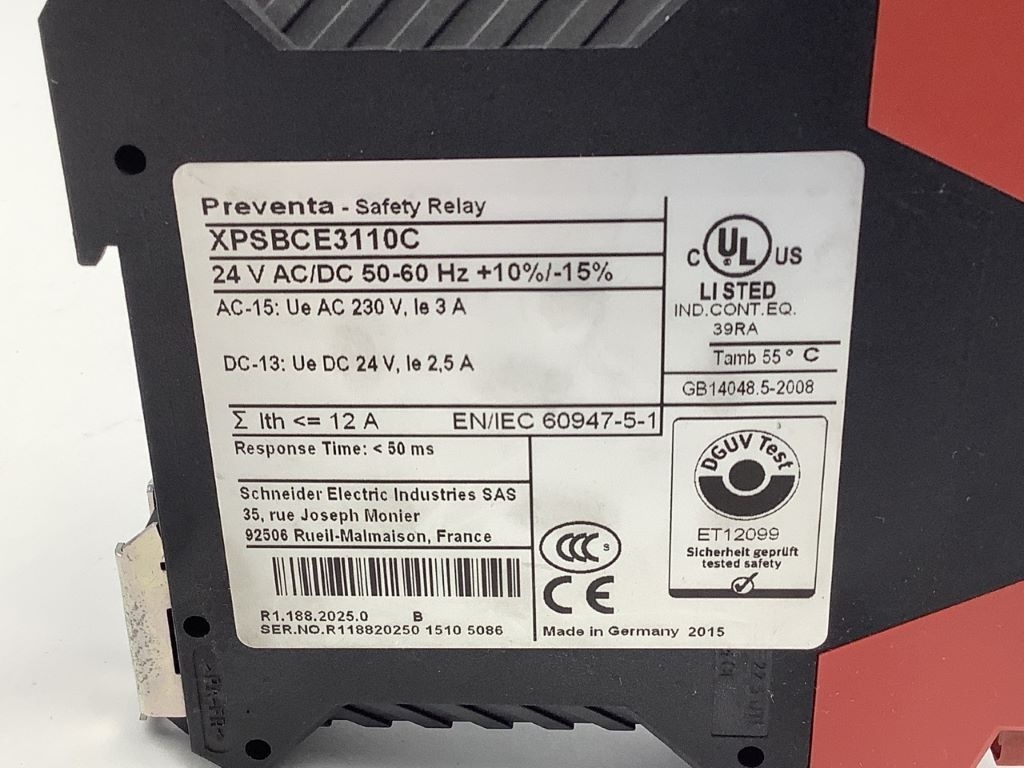 Preventa - Safety Relay
XPSBCE3110C
24 V AC/DC 50-60 Hz +10%/-15%
AC-15: Ue AC 230 V, Ie 3 A
DC-13: Ue DC 24 V, Ie 2,5 A
Σ Ith <= 12 A EN/IEC 60947-5-1
Response Time: < 50 ms
Schneider Electric Industries SAS
35, rue Joseph Monier
92506 Rueil-Malmaison, France
R1.188.2025.0 B
SER.NO.R118820250 1510 5086
C UL US
LISTED
IND.CONT.EQ.
39RA
Tamb 55° C
GB14048.5-2008
DGUV Test
ET12099
Sicherheit geprüft
tested safety
CCC S
CE
Made in Germany 2015
>PA-FR<